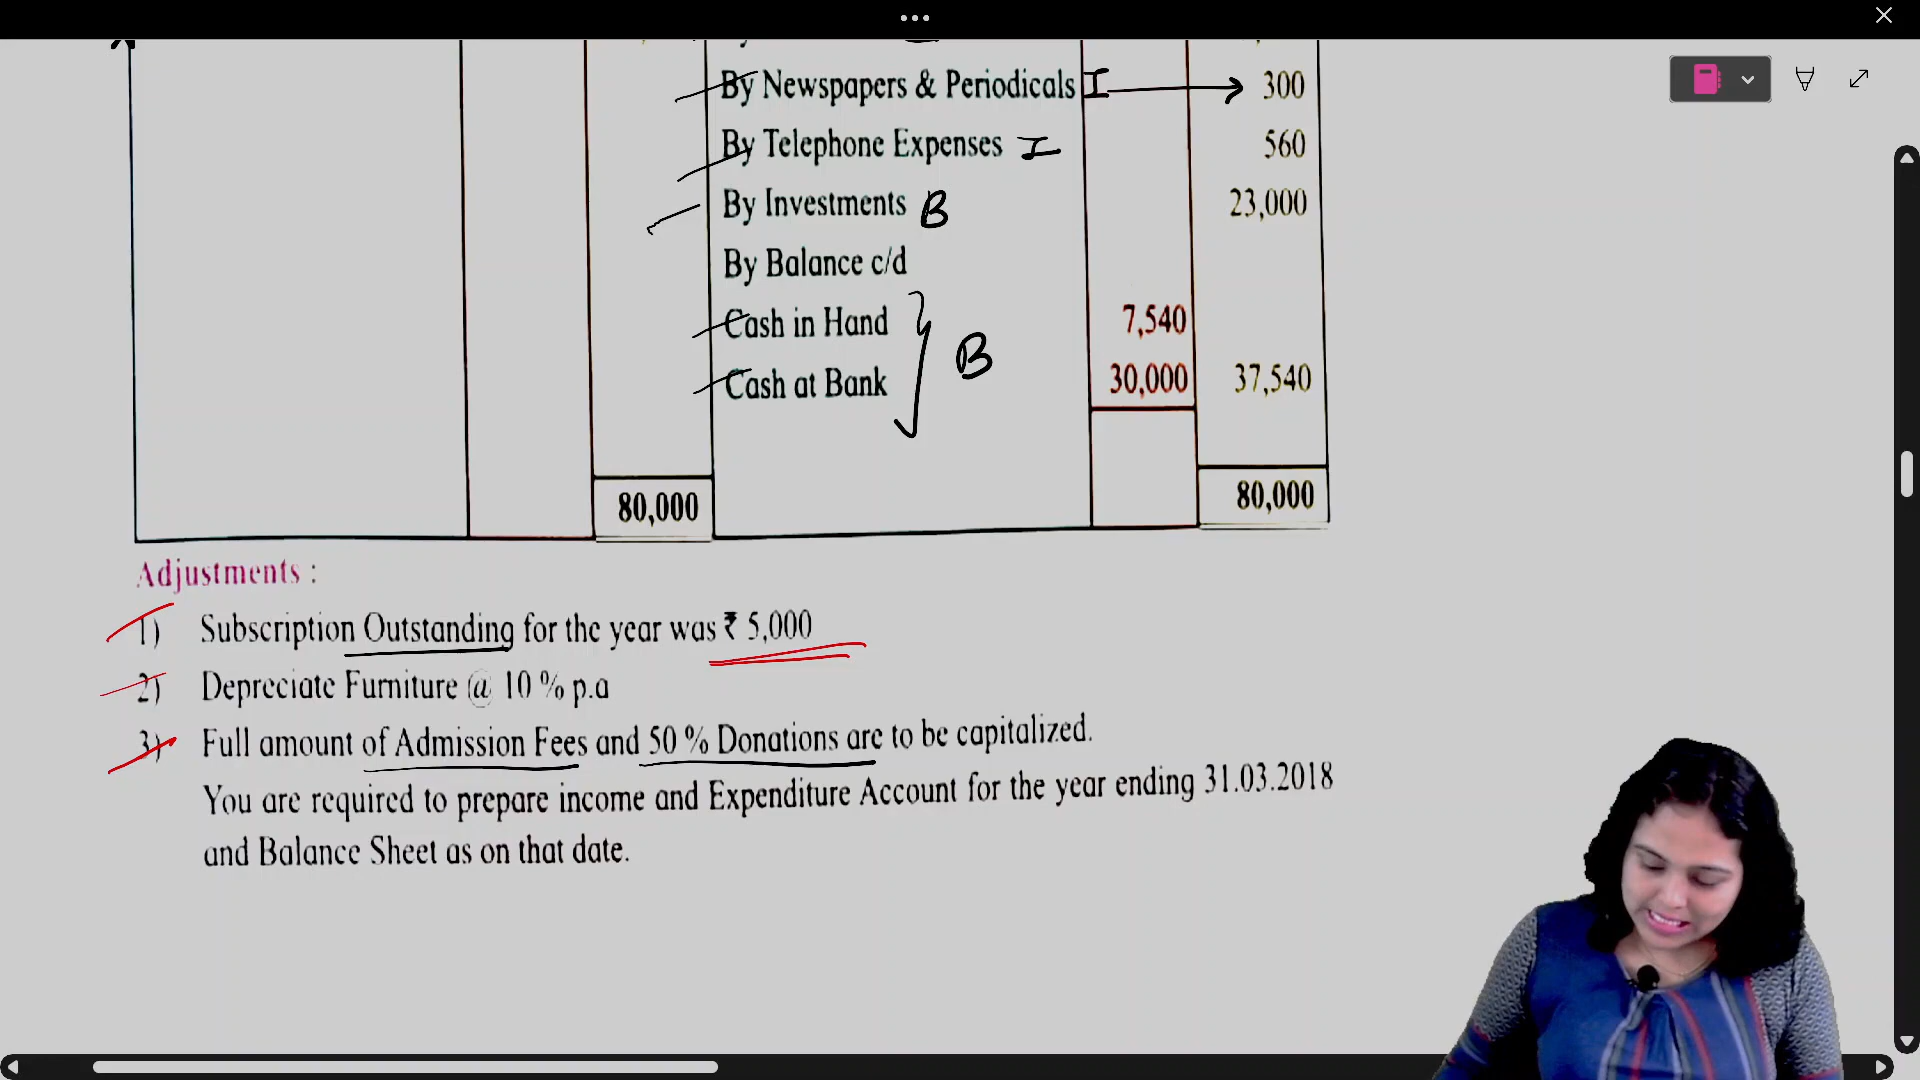 By Newspapers & Periodicals I 300
By Telephone Expenses I 560
By Investments B 23,000
By Balance c/d
Cash in Hand 7,540
B
Cash at Bank 30,000 37,540
80,000 80,000
Adjustments :
1) Subscription Outstanding for the year was ₹ 5,000
2) Depreciate Furniture @ 10 % p.a
3) Full amount of Admission Fees and 50 % Donations are to be capitalized.
You are required to prepare income and Expenditure Account for the year ending 31.03.2018
and Balance Sheet as on that date.